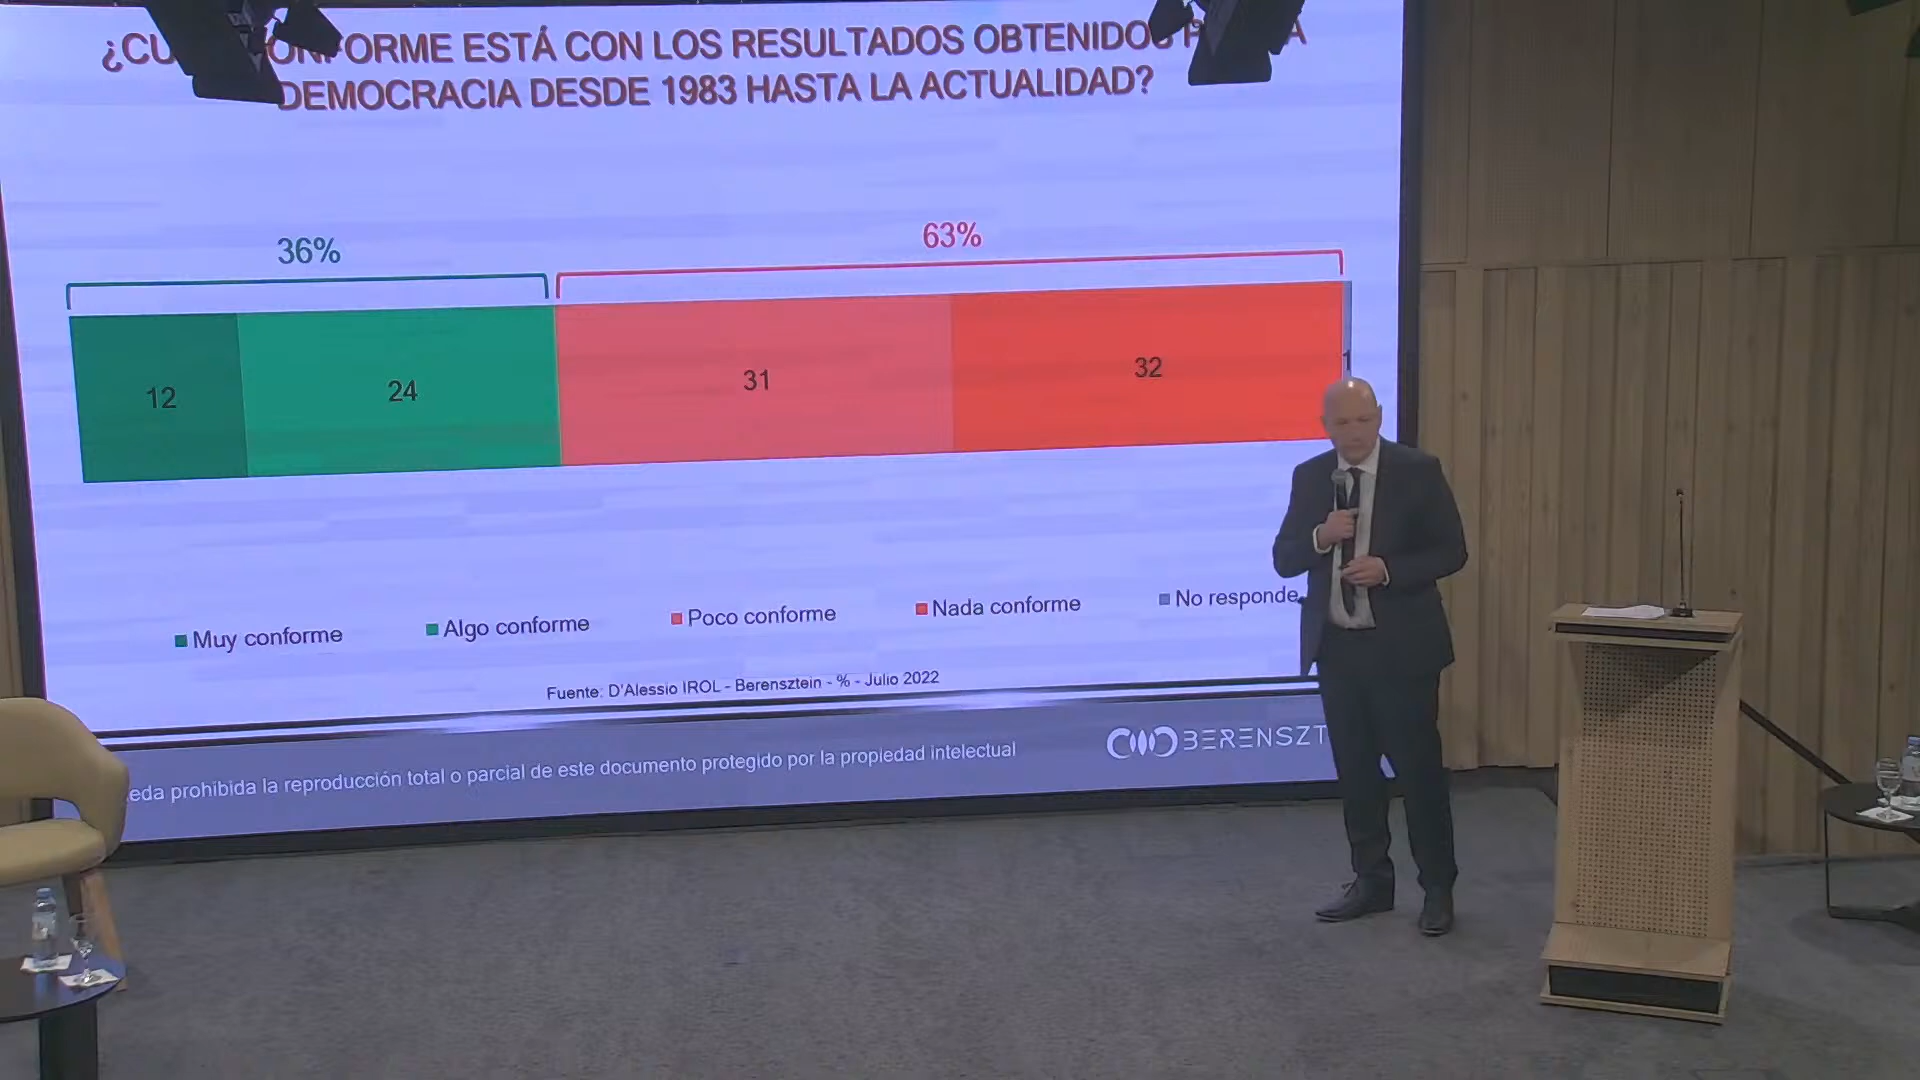 ¿CU ONFORME ESTÁ CON LOS RESULTADOS OBTENIDOS P A
DEMOCRACIA DESDE 1983 HASTA LA ACTUALIDAD?
36%
63%
12
24
31
32
1
Muy conforme
Algo conforme
Poco conforme
Nada conforme
No responde
Fuente: D'Alessio IROL - Berensztein - % - Julio 2022
eda prohibida la reproducción total o parcial de este documento protegido por la propiedad intelectual
BERENSZT